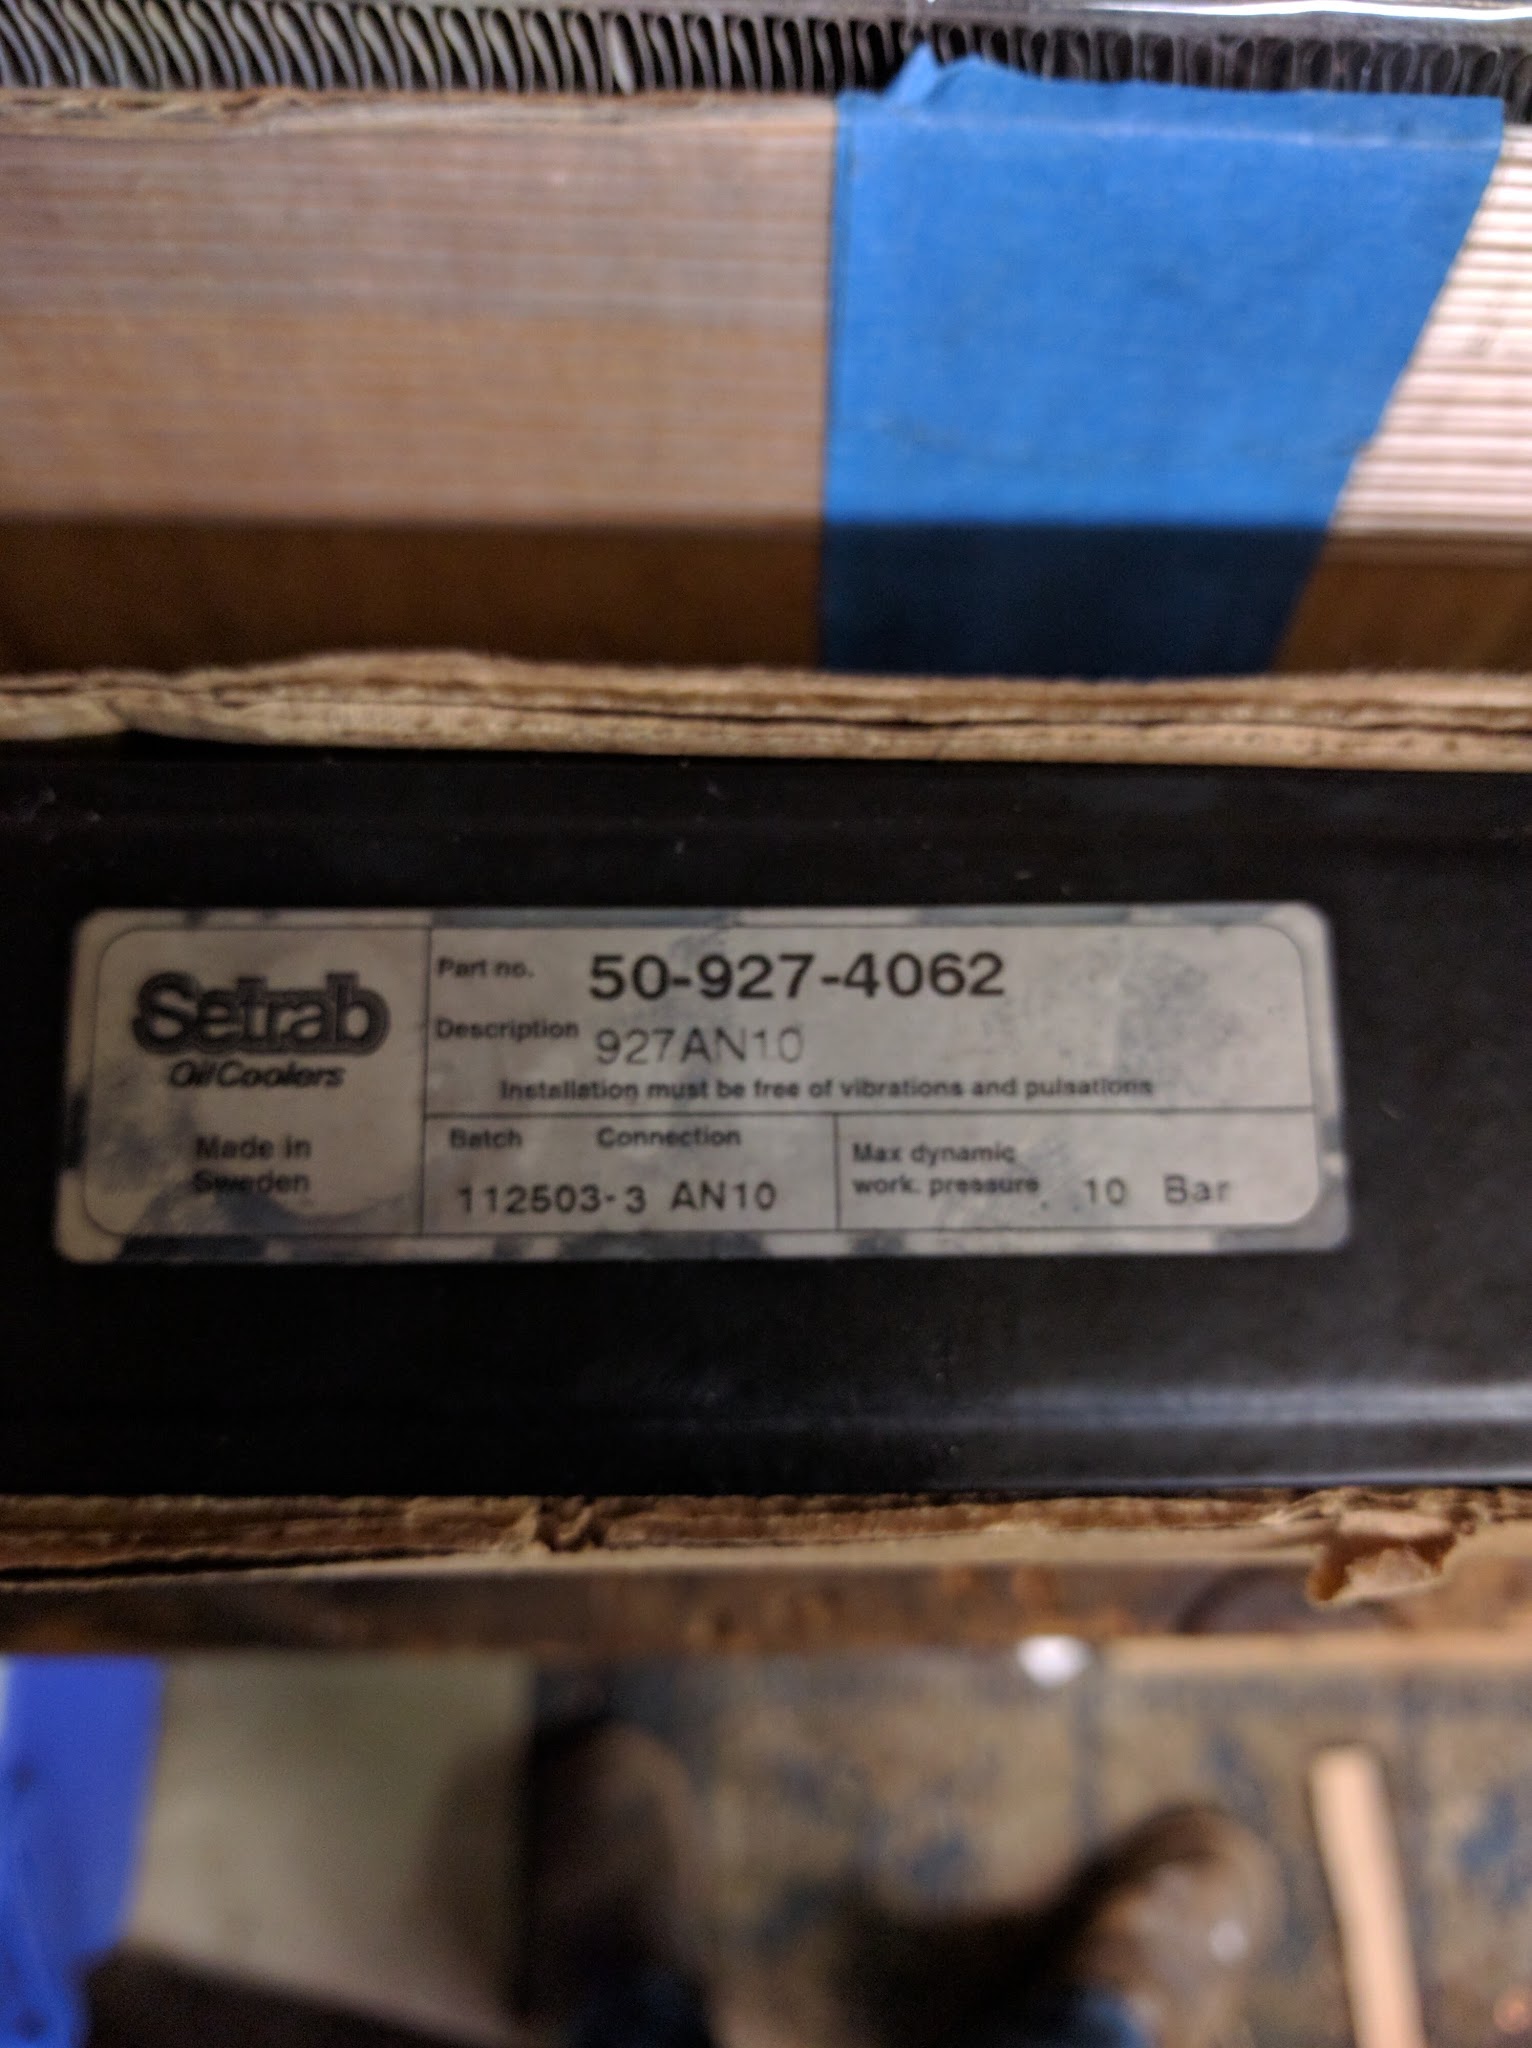 Setrab
Oil Coolers
Made in
Sweden
Part no. 50-927-4062
Description 927AN10
Installation must be free of vibrations and pulsations
Batch Connection
112503-3 AN10
Max dynamic
work. pressure. 10 Bar